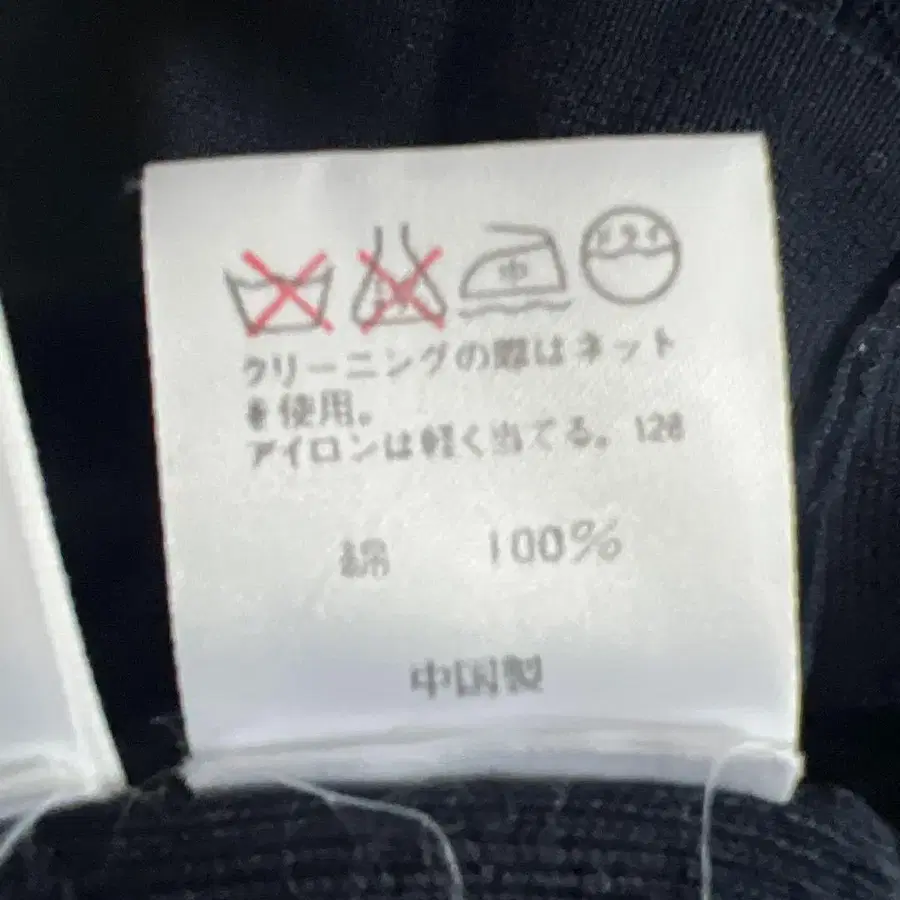 中
クリーニングの際はネット
を使用。
アイロンは軽く当てる。128
綿 100%
中国製